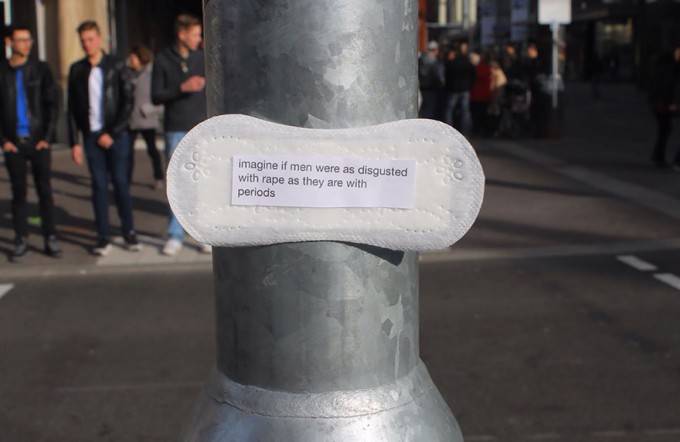 imagine if men were as disgusted
with rape as they are with
periods